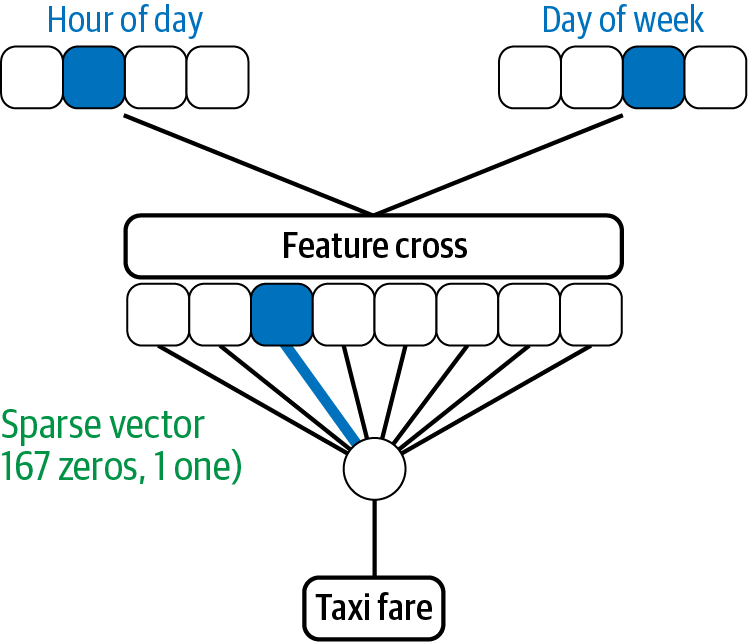 Hour of day
Day of week
Feature cross
Sparse vector
167 zeros, 1 one)
Taxi fare